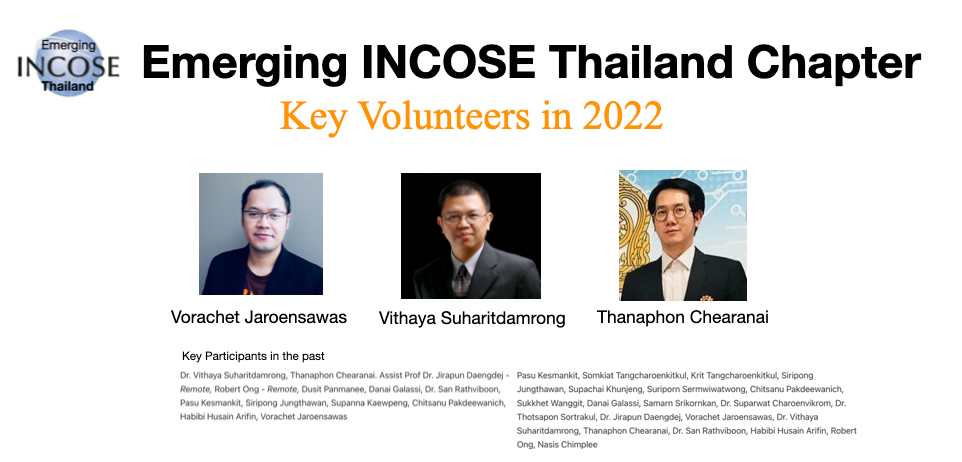 Emerging
INCOSE
Thailand
Emerging INCOSE Thailand Chapter
Key Volunteers in 2022
Vorachet Jaroensawas
Vithaya Suharitdamrong
Thanaphon Chearanai
Key Participants in the past
Dr. Vithaya Suharitdamrong, Thanaphon Chearanai. Assist Prof Dr. Jirapun Daengdej -
Remote, Robert Ong - Remote, Dusit Panmanee, Danai Galassi, Dr. San Rathviboon,
Pasu Kesmankit, Siripong Jungthawan, Supanna Kaewpeng, Chitsanu Pakdeewanich,
Habibi Husain Arifin, Vorachet Jaroensawas
Pasu Kesmankit, Somkiat Tangcharoenkitkul, Krit Tangcharoenkitkul, Siripong
Jungthawan, Supachai Khunjeng, Suriporn Sermwiwatwong, Chitsanu Pakdeewanich,
Sukkhet Wanggit, Danai Galassi, Samarn Srikornkan, Dr. Suparwat Charoenvikrom, Dr.
Thotsapon Sortrakul, Dr. Jirapun Daengdej, Vorachet Jaroensawas, Dr. Vithaya
Suharitdamrong, Thanaphon Chearanai, Dr. San Rathviboon, Habibi Husain Arifin, Robert
Ong, Nasis Chimplee